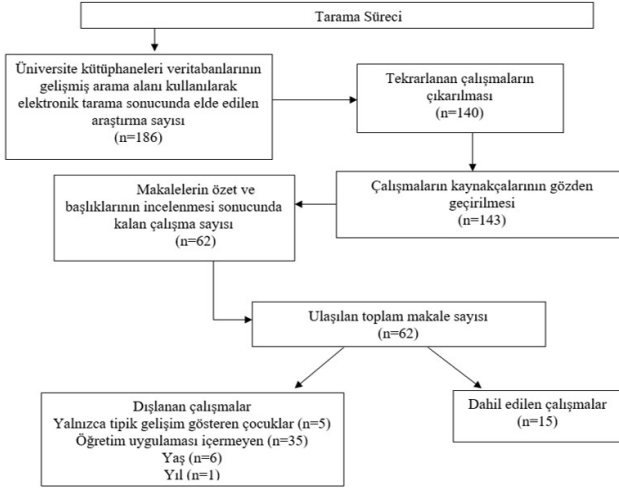 Tarama Süreci
Üniversite kütüphaneleri veritabanlarının
gelişmiş arama alanı kullanılarak
elektronik tarama sonucunda elde edilen
araştırma sayısı
(n=186)
Tekrarlanan çalışmaların
çıkarılması
(n=140)
Çalışmaların kaynakçalarının gözden
geçirilmesi
(n=143)
Makalelerin özet ve
başlıklarının incelenmesi sonucunda
kalan çalışma sayısı
(n=62)
Ulaşılan toplam makale sayısı
(n=62)
Dışlanan çalışmalar
Yalnızca tipik gelişim gösteren çocuklar (n=5)
Öğretim uygulaması içermeyen (n=35)
Yaş (n=6)
Yıl (n=1)
Dahil edilen çalışmalar
(n=15)